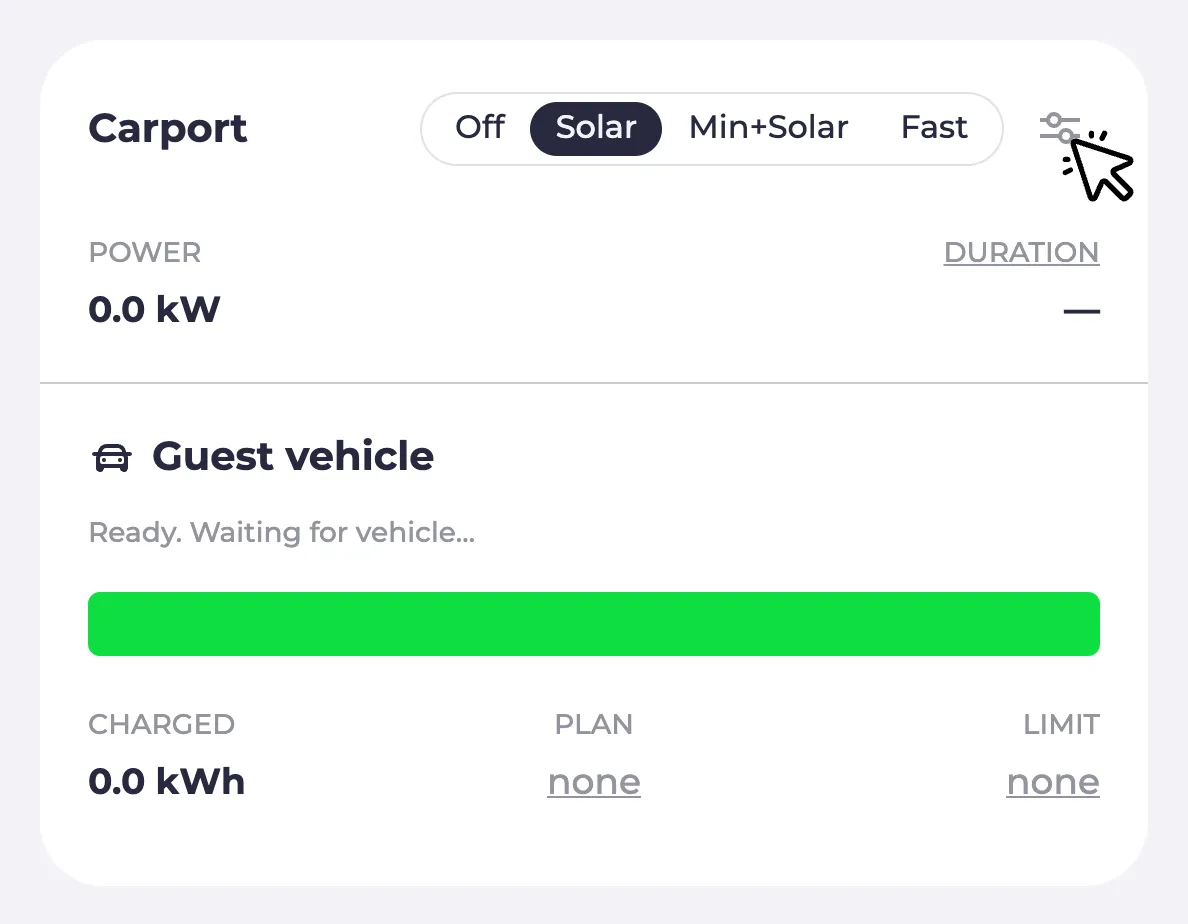 Carport
Off Solar Min+Solar Fast
POWER DURATION
0.0 kW —
Guest vehicle
Ready. Waiting for vehicle...
CHARGED PLAN LIMIT
0.0 kWh none none